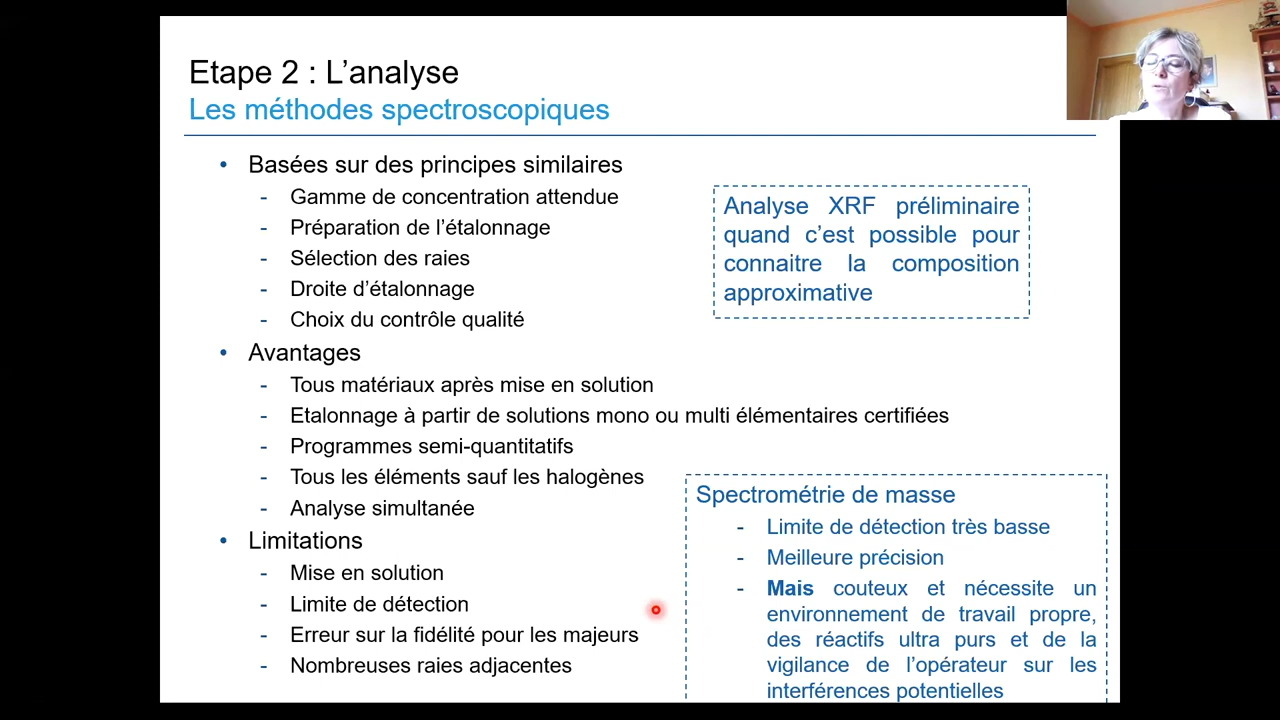 Etape 2 : L’analyse
Les méthodes spectroscopiques
• Basées sur des principes similaires
- Gamme de concentration attendue
- Préparation de l’étalonnage
- Sélection des raies
- Droite d’étalonnage
- Choix du contrôle qualité
• Avantages
- Tous matériaux après mise en solution
- Etalonnage à partir de solutions mono ou multi élémentaires certifiées
- Programmes semi-quantitatifs
- Tous les éléments sauf les halogènes
- Analyse simultanée
• Limitations
- Mise en solution
- Limite de détection
- Erreur sur la fidélité pour les majeurs
- Nombreuses raies adjacentes
Analyse XRF préliminaire
quand c’est possible pour
connaitre la composition
approximative
Spectrométrie de masse
- Limite de détection très basse
- Meilleure précision
- Mais couteux et nécessite un
environnement de travail propre,
des réactifs ultra purs et de la
vigilance de l’opérateur sur les
interférences potentielles